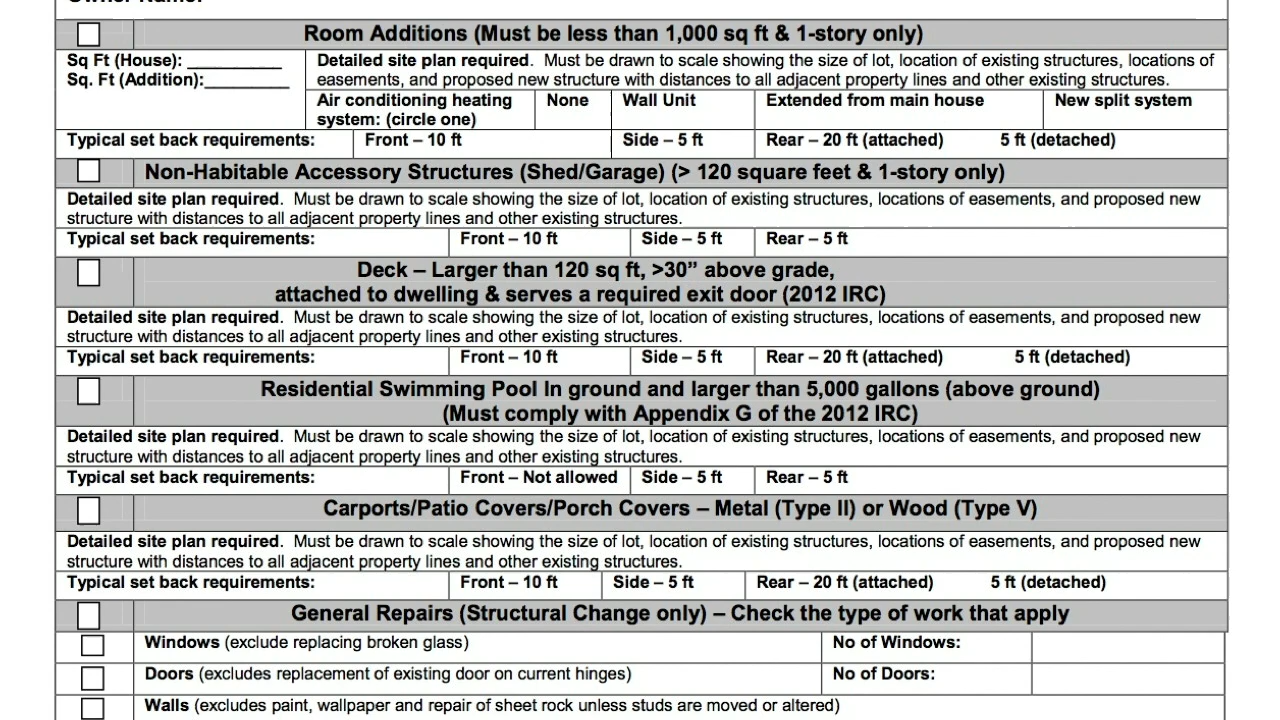 Owner Name:
Room Additions (Must be less than 1,000 sq ft & 1-story only)
Sq Ft (House): __________
Sq. Ft (Addition):_________
Detailed site plan required.  Must be drawn to scale showing the size of lot, location of existing structures, locations of
easements, and proposed new structure with distances to all adjacent property lines and other existing structures.
Air conditioning heating
system: (circle one)
None
Wall Unit
Extended from main house
New split system
Typical set back requirements:
Front – 10 ft
Side – 5 ft
Rear – 20 ft (attached)
5 ft (detached)
Non-Habitable Accessory Structures (Shed/Garage) (> 120 square feet & 1-story only)
Detailed site plan required.  Must be drawn to scale showing the size of lot, location of existing structures, locations of easements, and proposed new
structure with distances to all adjacent property lines and other existing structures.
Typical set back requirements:
Front – 10 ft
Side – 5 ft
Rear – 5 ft
Deck – Larger than 120 sq ft, >30” above grade,
attached to dwelling & serves a required exit door (2012 IRC)
Detailed site plan required.  Must be drawn to scale showing the size of lot, location of existing structures, locations of easements, and proposed new
structure with distances to all adjacent property lines and other existing structures.
Typical set back requirements:
Front – 10 ft
Side – 5 ft
Rear – 20 ft (attached)
5 ft (detached)
Residential Swimming Pool In ground and larger than 5,000 gallons (above ground)
(Must comply with Appendix G of the 2012 IRC)
Detailed site plan required.  Must be drawn to scale showing the size of lot, location of existing structures, locations of easements, and proposed new
structure with distances to all adjacent property lines and other existing structures.
Typical set back requirements:
Front – Not allowed
Side – 5 ft
Rear – 5 ft
Carports/Patio Covers/Porch Covers – Metal (Type II) or Wood (Type V)
Detailed site plan required.  Must be drawn to scale showing the size of lot, location of existing structures, locations of easements, and proposed new
structure with distances to all adjacent property lines and other existing structures.
Typical set back requirements:
Front – 10 ft
Side – 5 ft
Rear – 20 ft (attached)
5 ft (detached)
General Repairs (Structural Change only) – Check the type of work that apply
Windows (exclude replacing broken glass)
No of Windows:
Doors (excludes replacement of existing door on current hinges)
No of Doors:
Walls (excludes paint, wallpaper and repair of sheet rock unless studs are moved or altered)